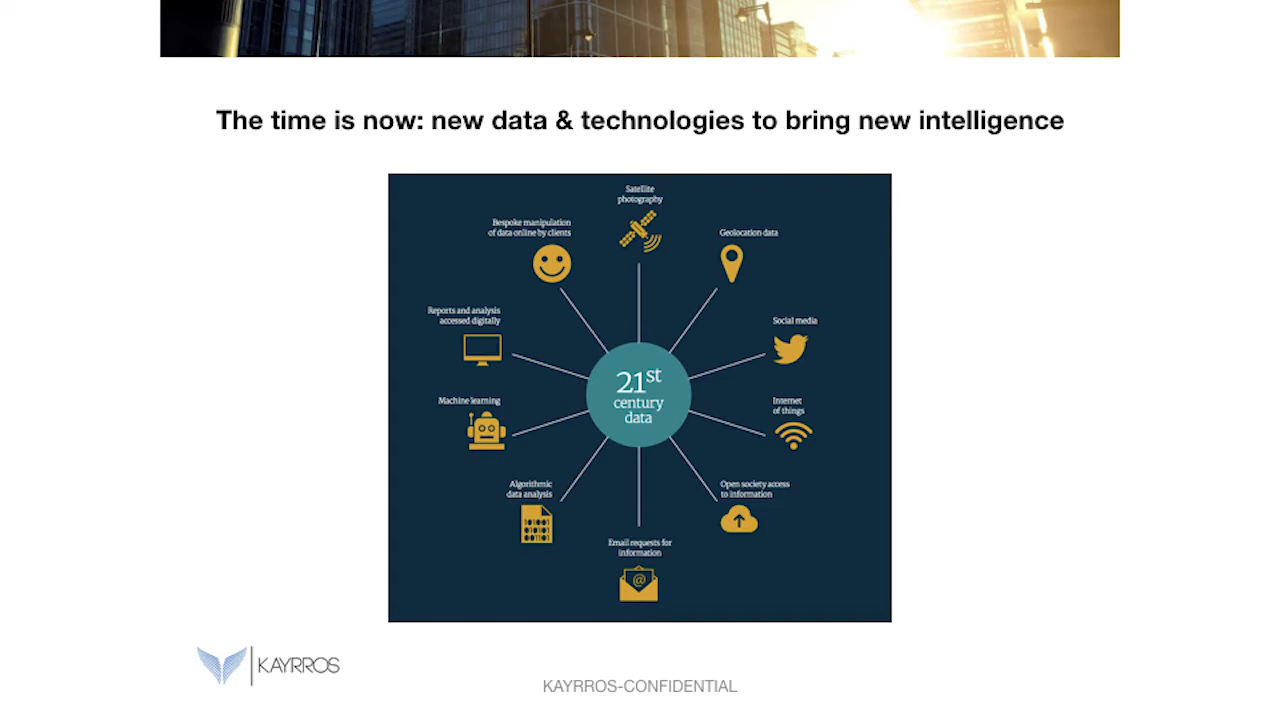 The time is now: new data & technologies to bring new intelligence
Satellite
photography
Bespoke manipulation
of data online by clients
Geolocation data
Reports and analysis
accessed digitally
Social media
21st
century
data
Machine learning
Internet
of things
Algorithmic
data analysis
Open society access
to information
Email requests for
information
@
KAYRROS
KAYRROS-CONFIDENTIAL